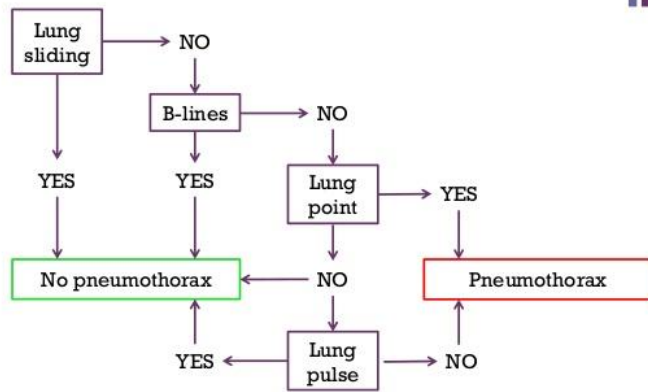 Lung
sliding
NO
B-lines
NO
YES
YES
Lung
point
YES
No pneumothorax
NO
Pneumothorax
YES
Lung
pulse
NO